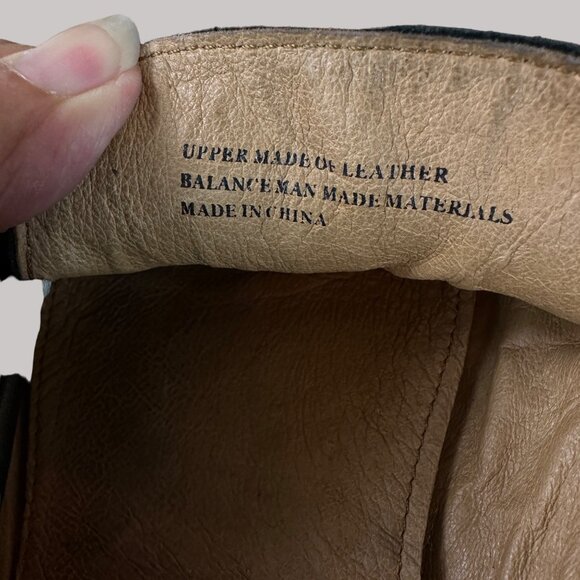 UPPER MADE OF LEATHER
BALANCE MAN MADE MATERIALS
MADE IN CHINA